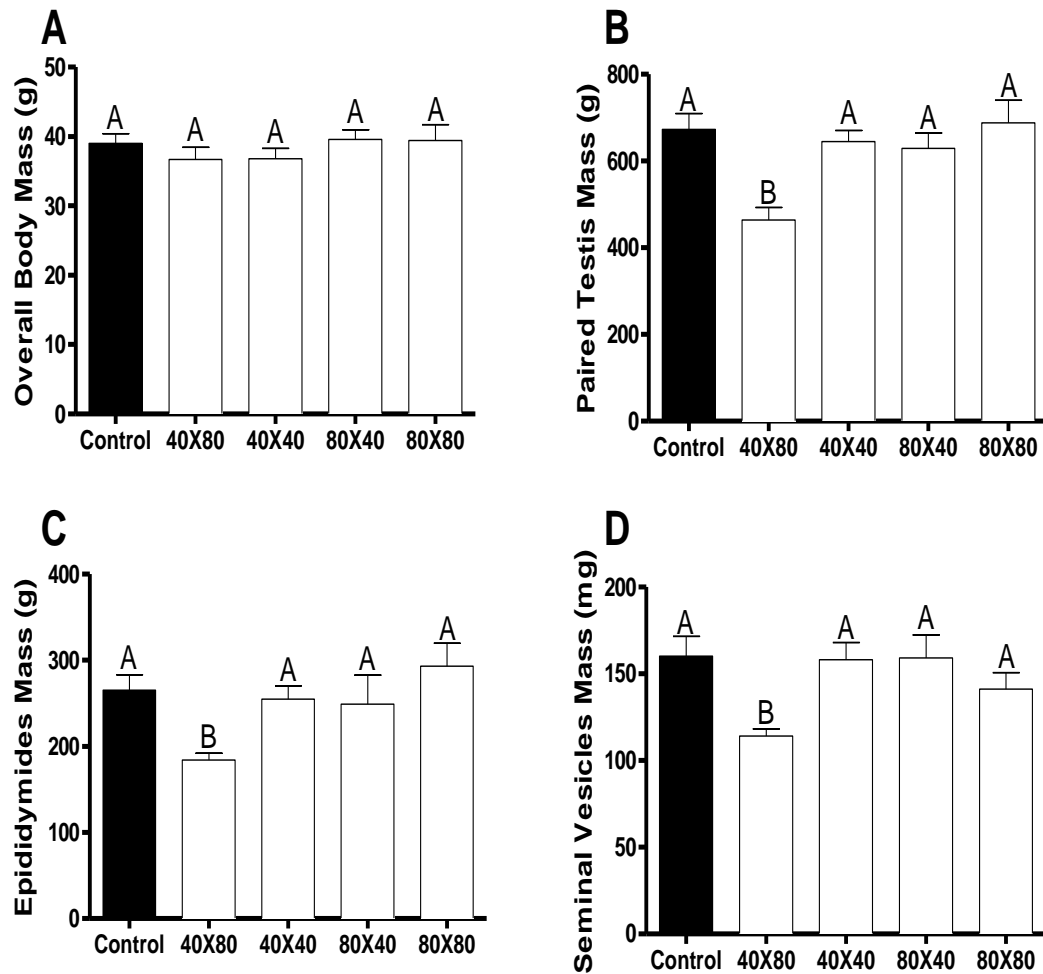 A
Overall Body Mass (g)
50
40
30
20
10
0
A
A
A
A
A
Control
40X80
40X40
80X40
80X80
B
Paired Testis Mass (g)
800
600
400
200
0
A
B
A
A
A
Control
40X80
40X40
80X40
80X80
C
Epididymides Mass (g)
400
300
200
100
0
A
B
A
A
A
Control
40X80
40X40
80X40
80X80
D
Seminal Vesicles Mass (mg)
200
150
100
50
0
A
B
A
A
A
Control
40X80
40X40
80X40
80X80